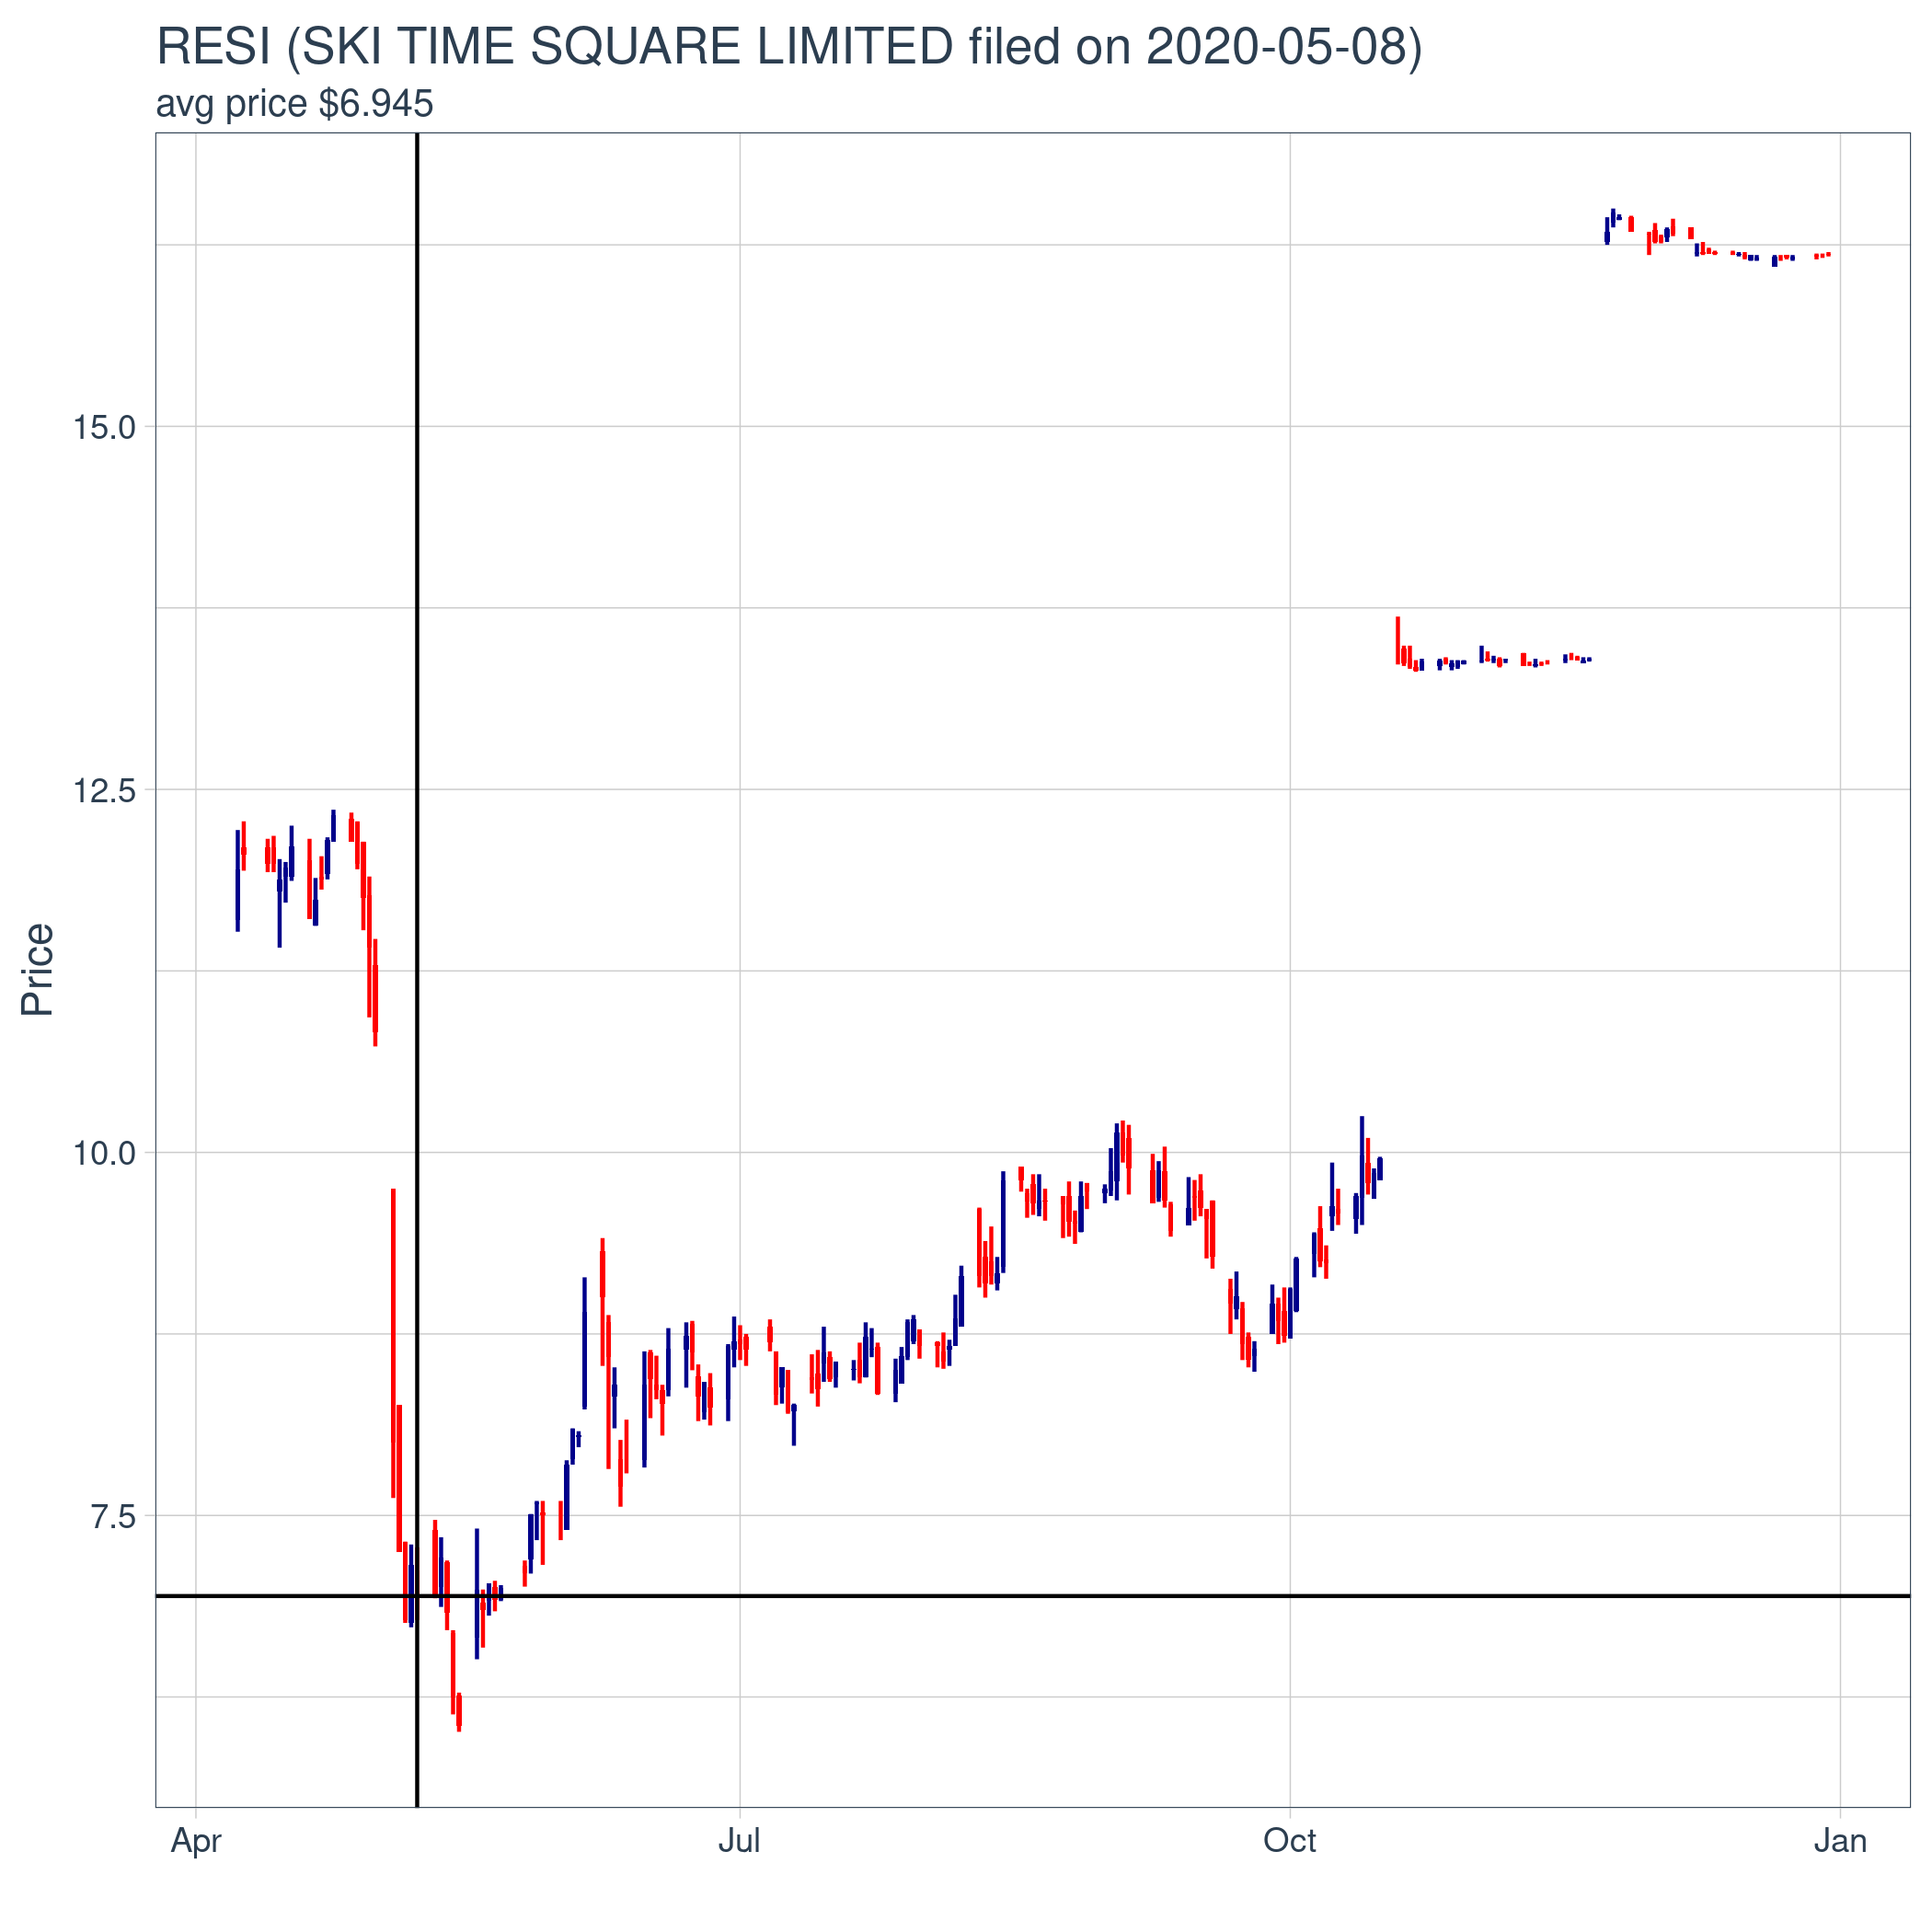 RESI (SKI TIME SQUARE LIMITED filed on 2020-05-08)
avg price $6.945
15.0
12.5
10.0
7.5
Price
Apr Jul Oct Jan